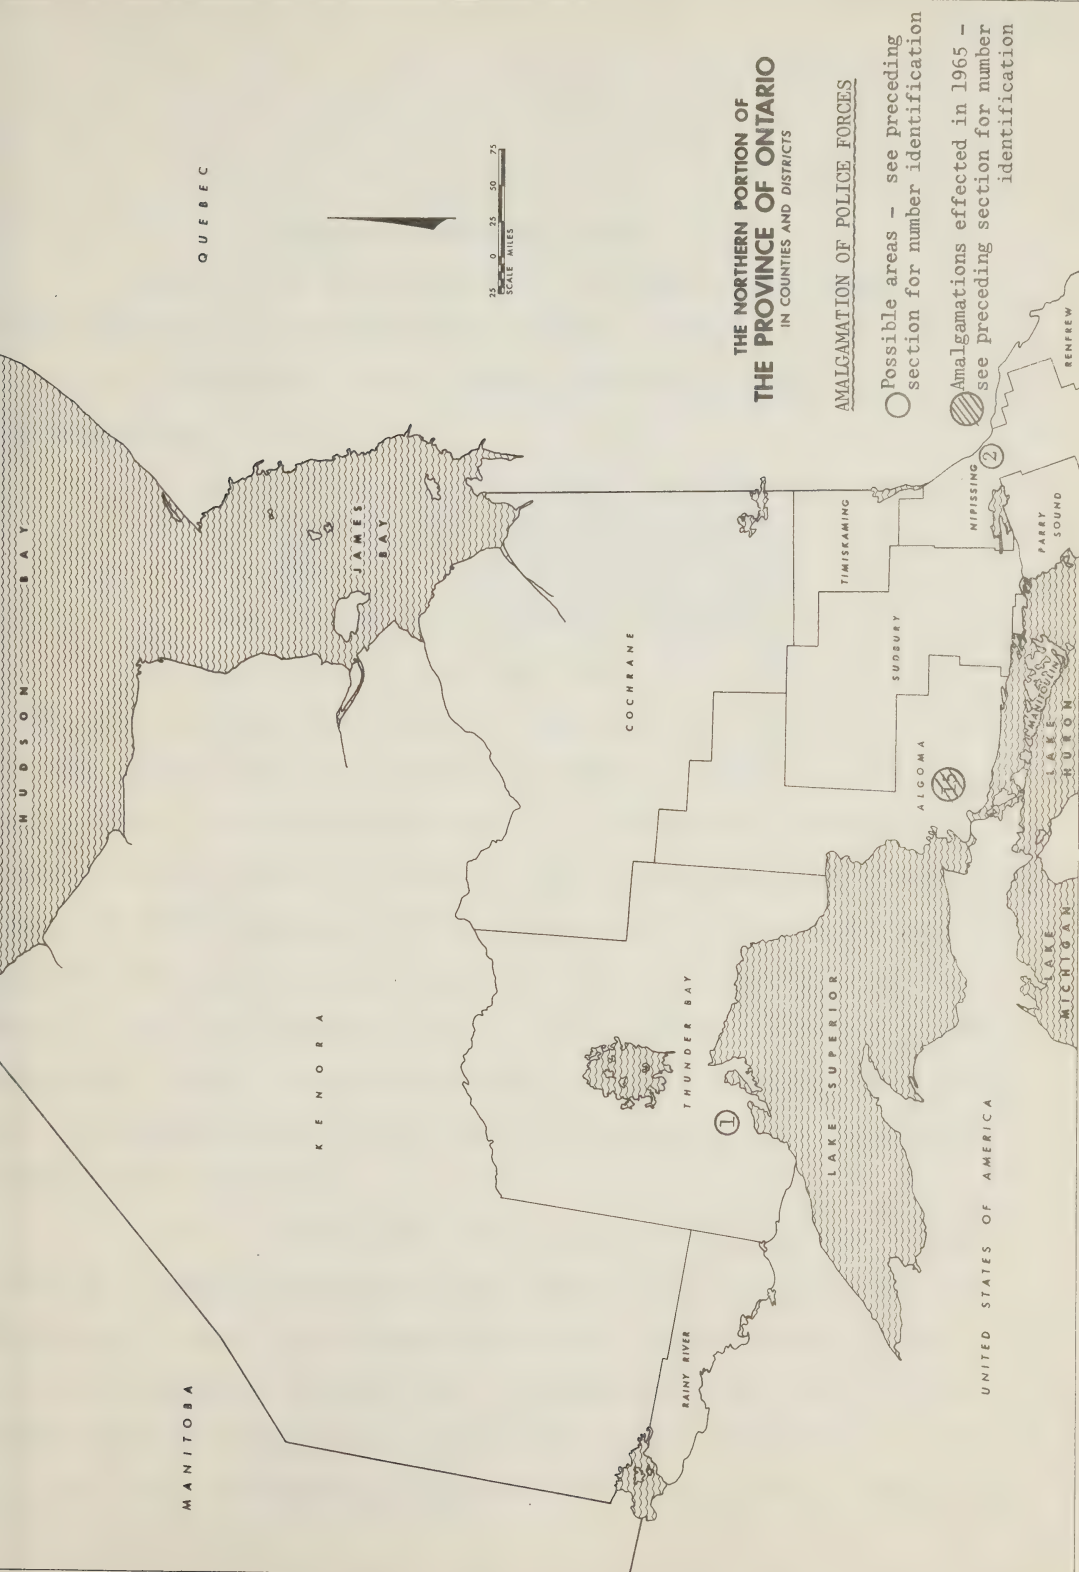 HUDSON BAY
QUEBEC
JAMES
BAY
MANITOBA
KENORA
25 0 25 50 75
SCALE MILES
COCHRANE
THUNDER BAY
1
RAINY RIVER
LAKE SUPERIOR
TIMISKAMING
SUDBURY
ALGOMA
15
NIPISSING
2
PARRY
SOUND
RENFREW
MANITOULIN
LAKE
HURON
LAKE
MICHIGAN
UNITED STATES OF AMERICA
THE NORTHERN PORTION OF
THE PROVINCE OF ONTARIO
IN COUNTIES AND DISTRICTS
AMALGAMATION OF POLICE FORCES
Possible areas - see preceding
section for number identification
Amalgamations effected in 1965 -
see preceding section for number
identification